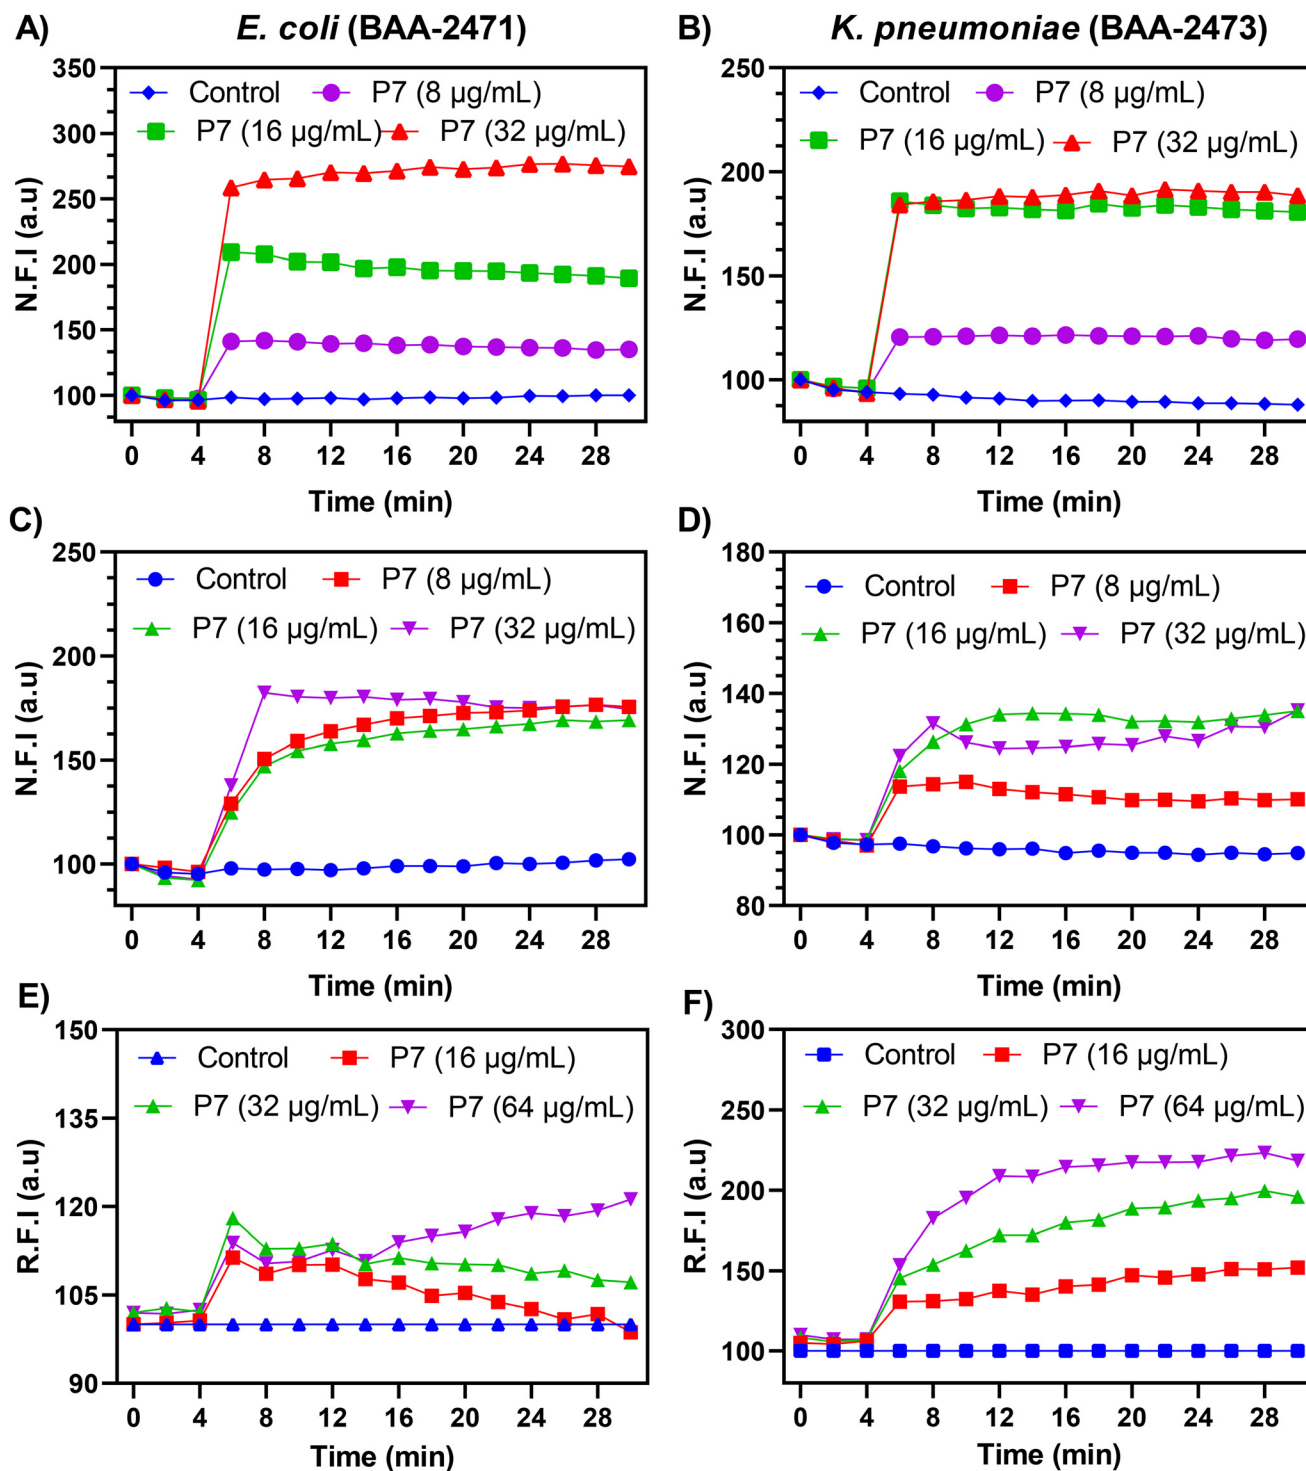 A) E. coli (BAA-2471)
350
300
250
200
150
100
N.F.I (a.u)
Control P7 (8 µg/mL)
P7 (16 µg/mL) P7 (32 µg/mL)
0 4 8 12 16 20 24 28
Time (min)
B) K. pneumoniae (BAA-2473)
250
200
150
100
N.F.I (a.u)
Control P7 (8 µg/mL)
P7 (16 µg/mL) P7 (32 µg/mL)
0 4 8 12 16 20 24 28
Time (min)
C)
250
200
150
100
N.F.I (a.u)
Control P7 (8 µg/mL)
P7 (16 µg/mL) P7 (32 µg/mL)
0 4 8 12 16 20 24 28
Time (min)
D)
180
160
140
120
100
80
N.F.I (a.u)
Control P7 (8 µg/mL)
P7 (16 µg/mL) P7 (32 µg/mL)
0 4 8 12 16 20 24 28
Time (min)
E)
150
135
120
105
90
R.F.I (a.u)
Control P7 (16 µg/mL)
P7 (32 µg/mL) P7 (64 µg/mL)
0 4 8 12 16 20 24 28
Time (min)
F)
300
250
200
150
100
R.F.I (a.u)
Control P7 (16 µg/mL)
P7 (32 µg/mL) P7 (64 µg/mL)
0 4 8 12 16 20 24 28
Time (min)